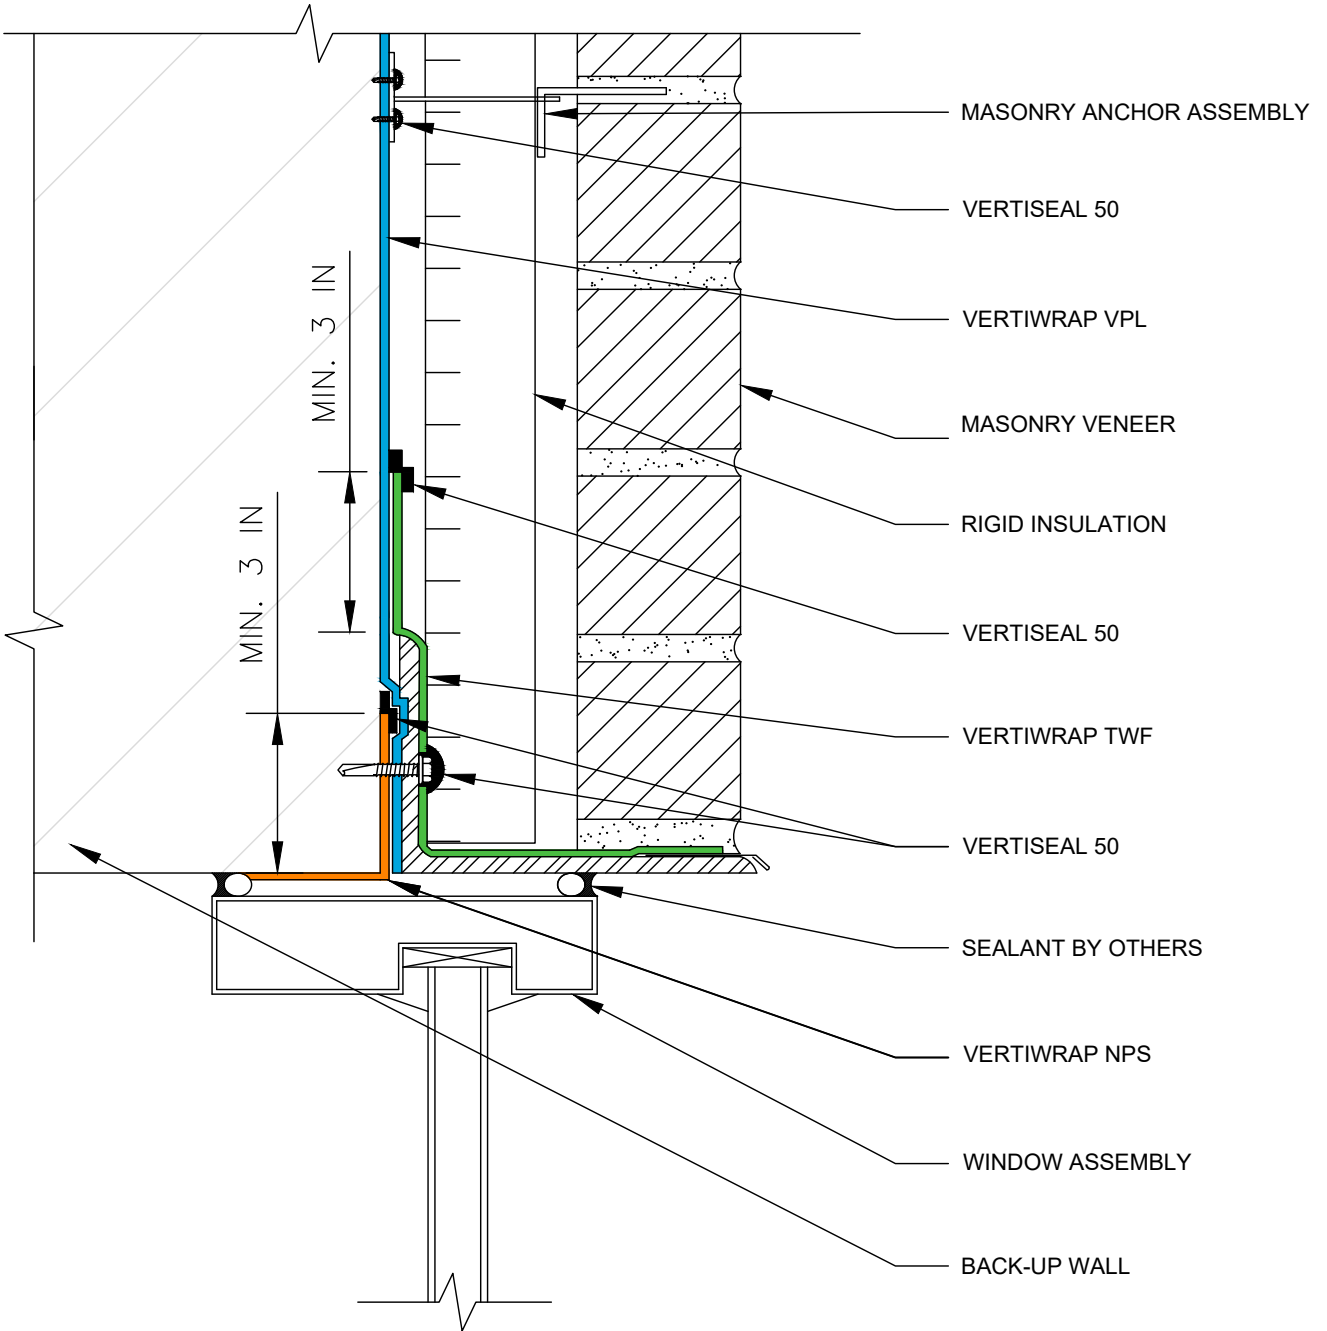 MASONRY ANCHOR ASSEMBLY
VERTISEAL 50
MIN. 3 IN
VERTIWRAP VPL
MASONRY VENEER
RIGID INSULATION
MIN. 3 IN
VERTISEAL 50
VERTIWRAP TWF
VERTISEAL 50
SEALANT BY OTHERS
VERTIWRAP NPS
WINDOW ASSEMBLY
BACK-UP WALL